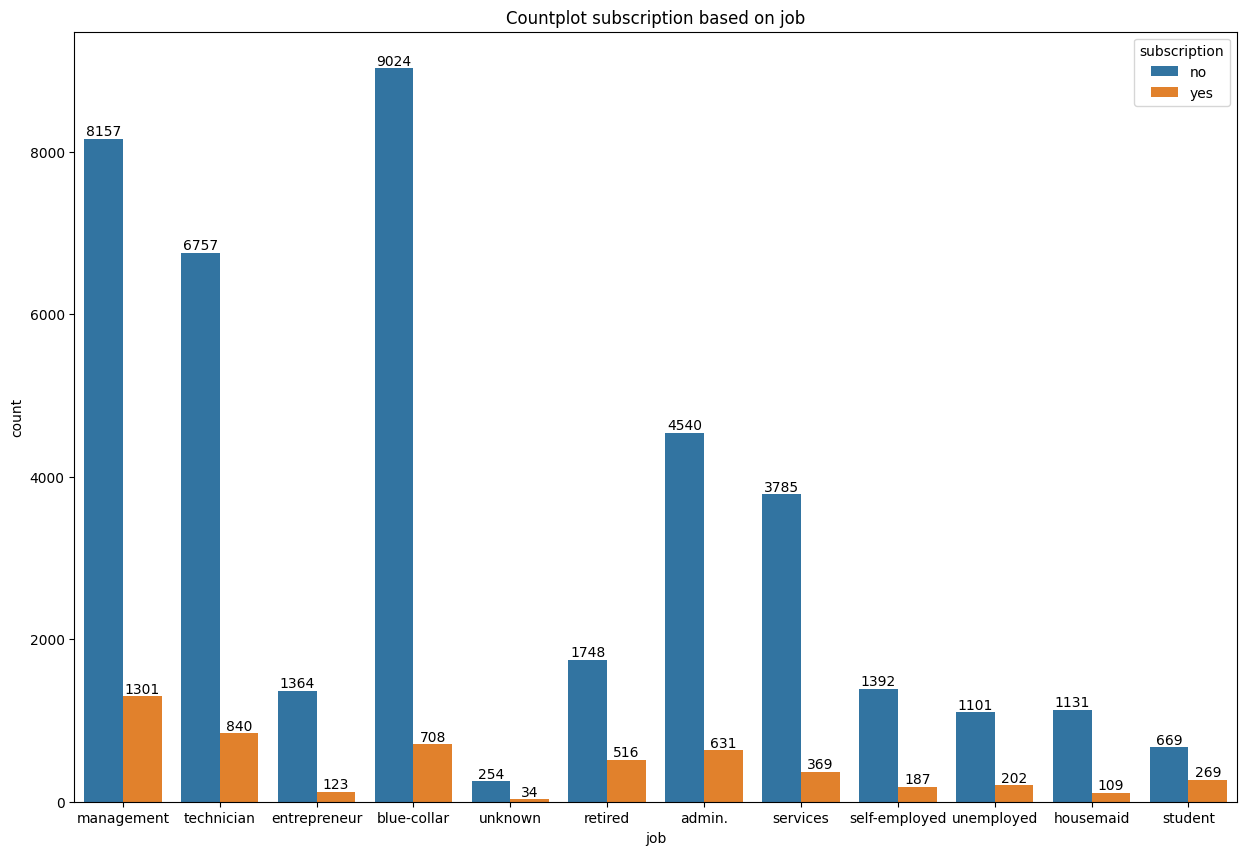 Countplot subscription based on job
subscription
no
yes
count
8000
6000
4000
2000
0
8157
1301
6757
840
1364
123
9024
708
254
34
1748
516
4540
631
3785
369
1392
187
1101
202
1131
109
669
269
management
technician
entrepreneur
blue-collar
unknown
retired
admin.
services
self-employed
unemployed
housemaid
student
job